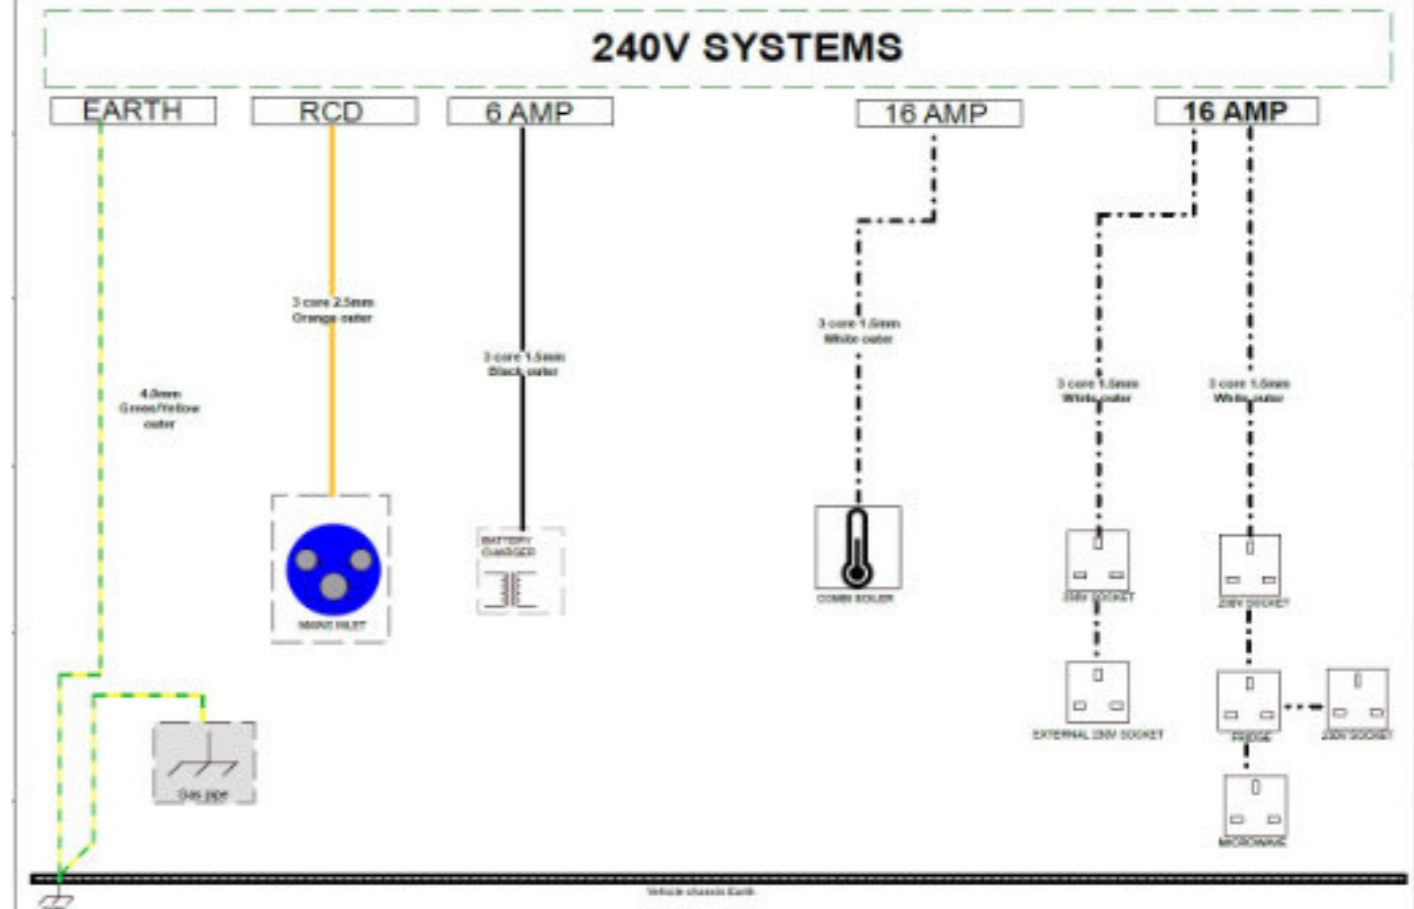 240V SYSTEMS
EARTH
RCD
6 AMP
16 AMP
16 AMP
3 core 2.5mm
Orange outer
3 core 1.5mm
White outer
3 core 1.5mm
Black outer
3 core 1.5mm
White outer
3 core 1.5mm
White outer
4.0mm
Green/Yellow
outer
BATTERY
CHARGER
COMBI BOILER
230V SOCKET
230V SOCKET
MAINS INLET
EXTERNAL 230V SOCKET
FRIDGE
230V SOCKET
Gas pipe
MICROWAVE
Vehicle chassis Earth